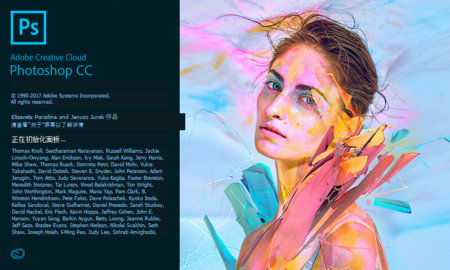 Ps
Adobe Creative Cloud
Photoshop CC
© 1990-2017 Adobe Systems Incorporated.
All rights reserved.
Elizaveta Porodina and Janusz Jurek 作品
请查看“关于”屏幕以了解详情
正在初始化面板...
Thomas Knoll, Seetharaman Narayanan, Russell Williams, Jackie
Lincoln-Owyang, Alan Erickson, Ivy Mak, Sarah Kong, Jerry Harris,
Mike Shaw, Thomas Ruark, Domnita Petri, David Mohr, Yukie
Takahashi, David Dobish, Steven E. Snyder, John Peterson, Adam
Jerugim, Tom Attix, Judy Severance, Yuko Kagita, Foster Brereton,
Meredith Stotzner, Tai Luxon, Vinod Balakrishnan, Tim Wright,
John Worthington, Mark Maguire, Maria Yap, Pam Clark, B.
Winston Hendrickson, Pete Falco, Dave Polaschek, Kyoko Itoda,
Kellisa Sandoval, Steve Guilhamet, Daniel Presedo, Sarah Stuckey,
David Hackel, Eric Floch, Kevin Hopps, Jeffrey Cohen, John E.
Hanson, Yuyan Song, Barkin Aygun, Betty Leong, Jeanne Rubbo,
Jeff Sass, Bradee Evans, Stephen Nielson, Nikolai Svakhin, Seth
Shaw, Joseph Hsieh, I-Ming Pao, Judy Lee, Sohrab Amirghodsi,